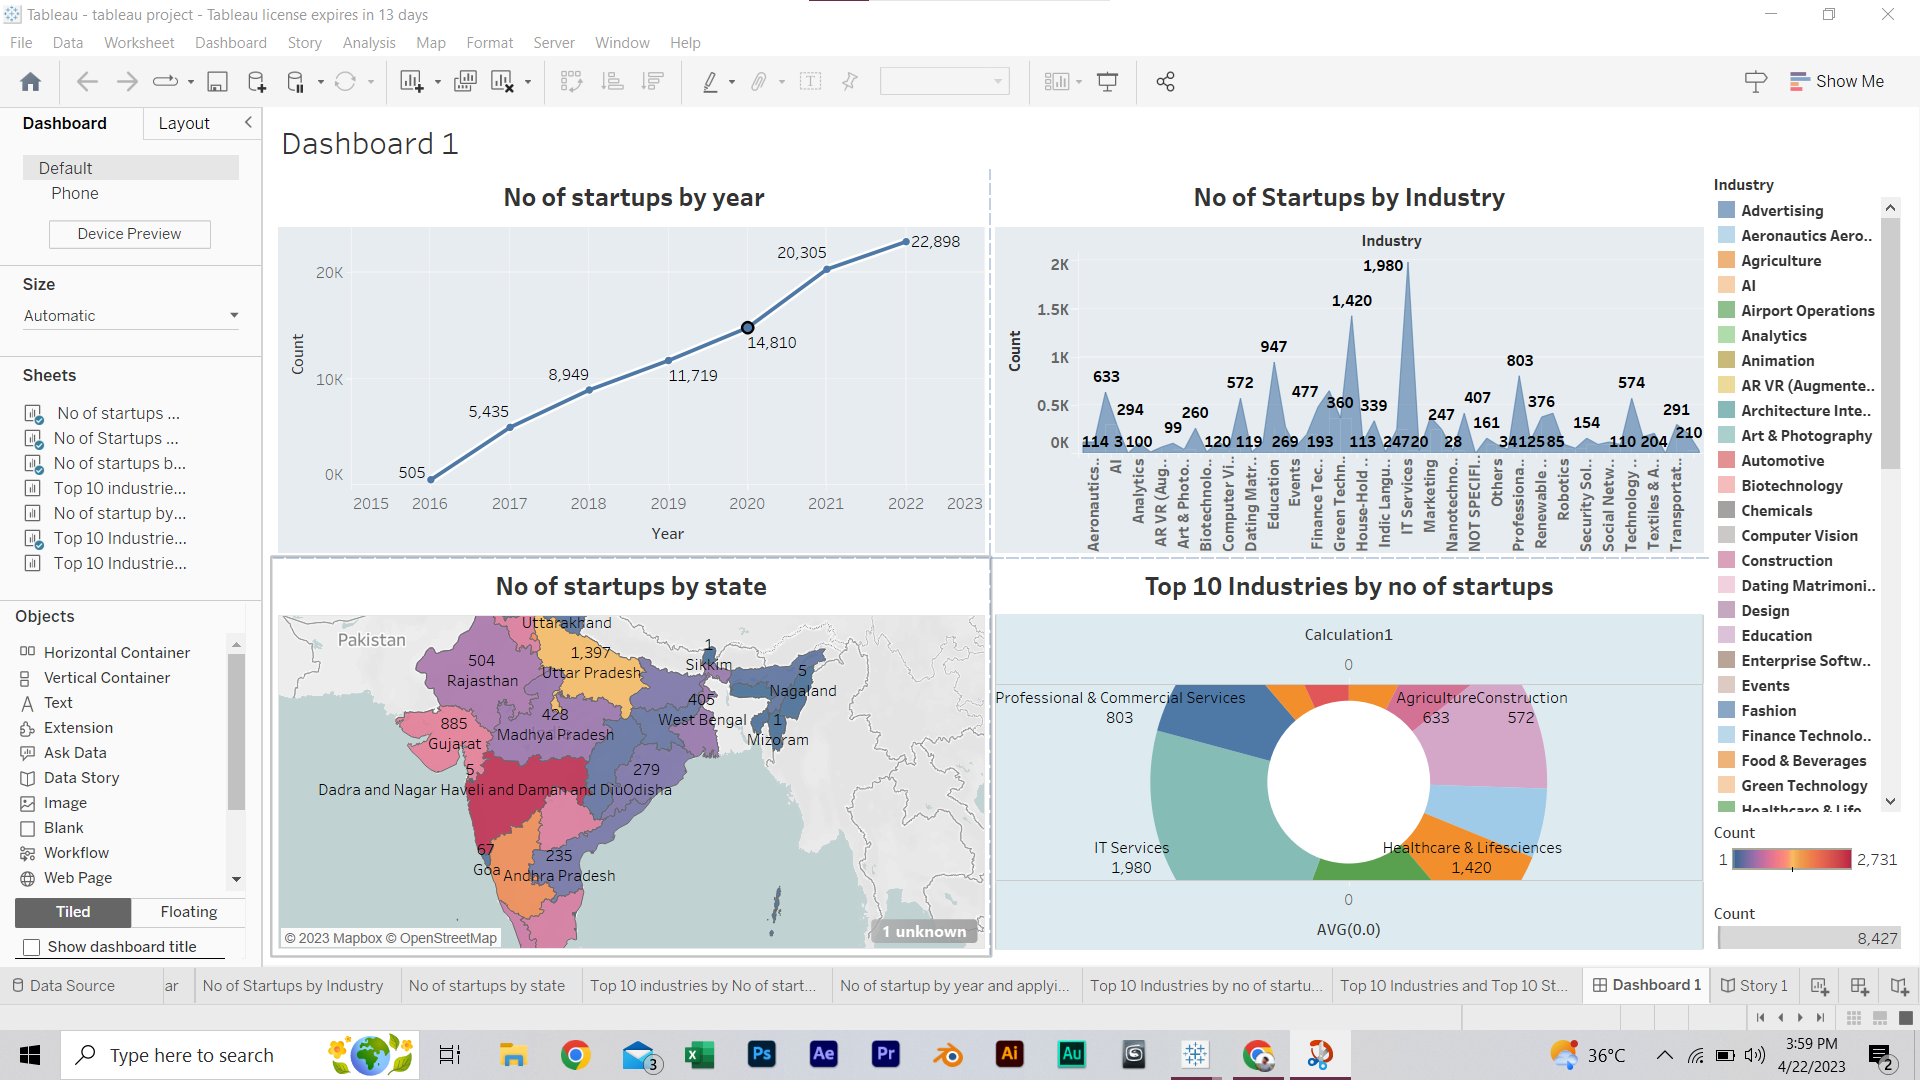 Tableau - tableau project - Tableau license expires in 13 days
File Data Worksheet Dashboard Story Analysis Map Format Server Window Help
Show Me
Dashboard Layout
Default
Phone
Device Preview
Size
Automatic
Sheets
No of startups ...
No of Startups ...
No of startups b...
Top 10 industrie...
No of startup by...
Top 10 Industrie...
Top 10 Industrie...
Objects
Horizontal Container
Vertical Container
Text
Extension
Ask Data
Data Story
Image
Blank
Workflow
Web Page
Tiled Floating
Show dashboard title
Dashboard 1
No of startups by year
Count
20K
10K
0K
505
5,435
8,949
11,719
14,810
20,305
22,898
2015 2016 2017 2018 2019 2020 2021 2022 2023
Year
No of Startups by Industry
Industry
Count
2K
1.5K
1K
0.5K
0K
1,980
1,420
947
803
633
572
574
477
294
260
99
360 339
407
376
247
161
154
291
210
114 3 100 120 119 269 193 113 247 20 28 34 125 85 110 204
Aeronautics..
AI
Analytics
AR VR (Aug..
Art & Photo..
Biotechnolo..
Computer Vi..
Dating Matr..
Education
Events
Finance Tec..
Green Techn..
House-Hold ..
Indic Langu..
IT Services
Marketing
Nanotechno..
NOT SPECIFI..
Others
Professiona..
Renewable ..
Robotics
Security Sol..
Social Netw..
Technology ..
Textiles & A..
Transportat..
No of startups by state
Pakistan
Uttarakhand
504
Rajasthan
1,397
Uttar Pradesh
1
Sikkim
5
Nagaland
405
West Bengal
1
Mizoram
885
Gujarat
428
Madhya Pradesh
5
Dadra and Nagar Haveli and Daman and Diu
279
Odisha
67
Goa
235
Andhra Pradesh
© 2023 Mapbox © OpenStreetMap
1 unknown
Top 10 Industries by no of startups
Calculation1
0
Professional & Commercial Services
803
Agriculture
633
Construction
572
IT Services
1,980
Healthcare & Lifesciences
1,420
0
AVG(0.0)
Industry
Advertising
Aeronautics Aero..
Agriculture
AI
Airport Operations
Analytics
Animation
AR VR (Augmente..
Architecture Inte..
Art & Photography
Automotive
Biotechnology
Chemicals
Computer Vision
Construction
Dating Matrimoni..
Design
Education
Enterprise Softw..
Events
Fashion
Finance Technolo..
Food & Beverages
Green Technology
Healthcare & Life
Count
1 2,731
Count
8,427
Data Source
ar
No of Startups by Industry
No of startups by state
Top 10 industries by No of start...
No of startup by year and applyi...
Top 10 Industries by no of startu...
Top 10 Industries and Top 10 St...
Dashboard 1
Story 1
Type here to search
3
Ps
Ae
Pr
Ai
Au
36°C
3:59 PM
4/22/2023
2